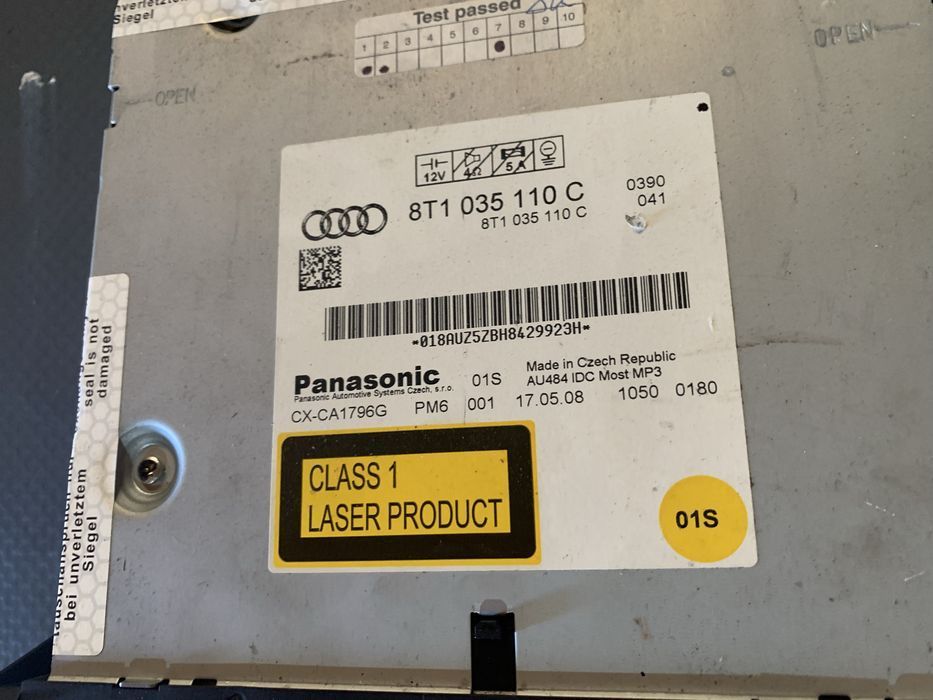 unverletztem
Siegel
Test passed
1 2 3 4 5 6 7 8 9 10
OPEN
OPEN
12V 4Ω 5A
8T1 035 110 C
8T1 035 110 C
0390
041
*018AUZ5ZBH8429923H*
Panasonic
Panasonic Automotive Systems Czech, s.r.o.
01S
Made in Czech Republic
AU484 IDC Most MP3
CX-CA1796G PM6 001 17.05.08 1050 0180
CLASS 1
LASER PRODUCT
01S
seal is not
damaged
bei unverletztem
Siegel